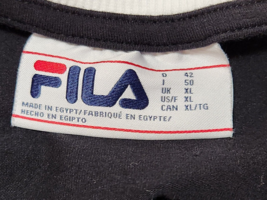 FILA
D 42
I 50
UK XL
US/F XL
CAN XL/TG
MADE IN EGYPT/FABRIQUÉ EN EGYPTE/
HECHO EN EGIPTO